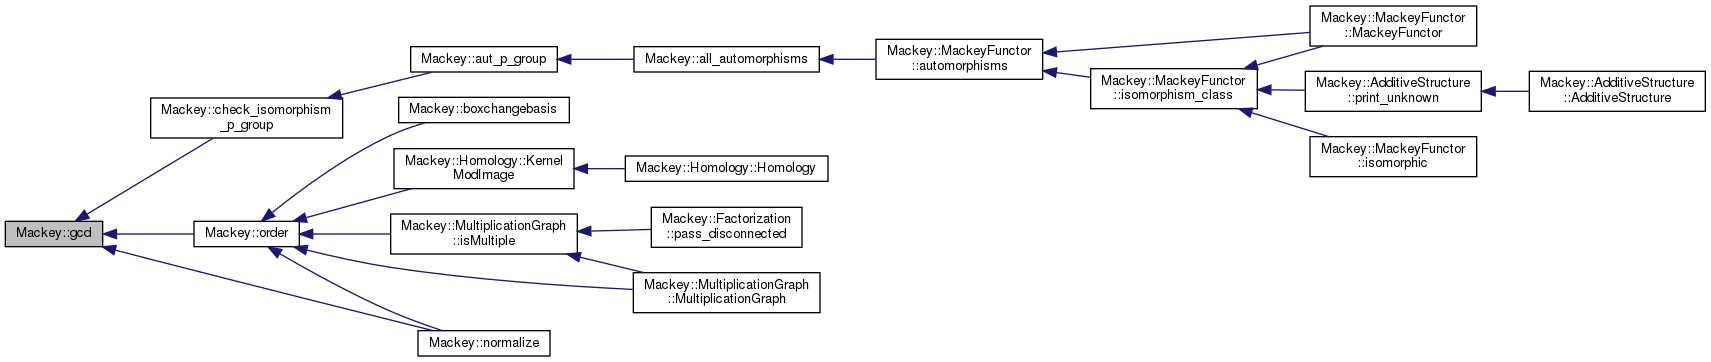 Mackey::MackeyFunctor
::MackeyFunctor
Mackey::aut_p_group
Mackey::all_automorphisms
Mackey::MackeyFunctor
::automorphisms
Mackey::MackeyFunctor
::isomorphism_class
Mackey::AdditiveStructure
::print_unknown
Mackey::AdditiveStructure
::AdditiveStructure
Mackey::check_isomorphism
_p_group
Mackey::boxchangebasis
Mackey::MackeyFunctor
::isomorphic
Mackey::Homology::Kernel
ModImage
Mackey::Homology::Homology
Mackey::gcd
Mackey::order
Mackey::MultiplicationGraph
::isMultiple
Mackey::Factorization
::pass_disconnected
Mackey::MultiplicationGraph
::MultiplicationGraph
Mackey::normalize